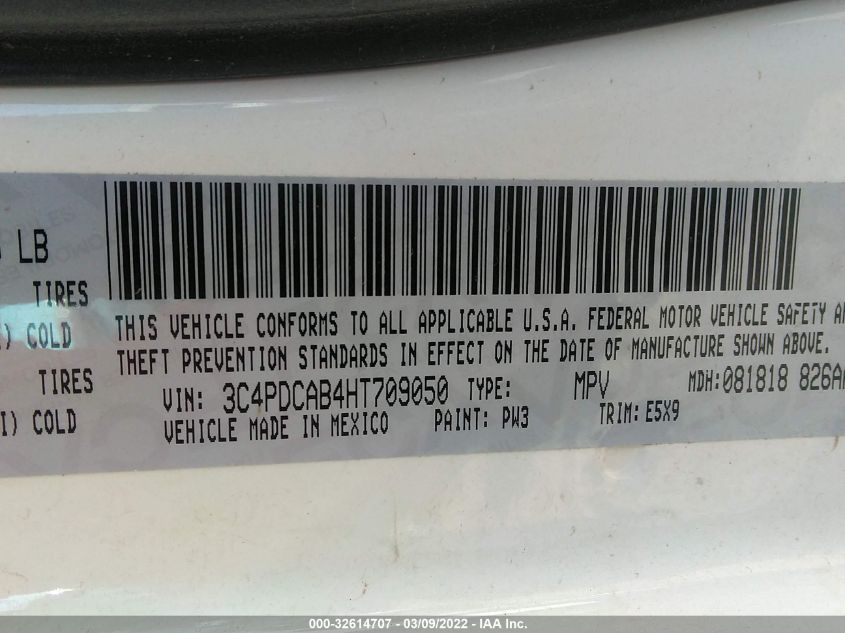 LB
TIRES
COLD
TIRES
I) COLD
THIS VEHICLE CONFORMS TO ALL APPLICABLE U.S.A. FEDERAL MOTOR VEHICLE SAFETY
THEFT PREVENTION STANDARDS IN EFFECT ON THE DATE OF MANUFACTURE SHOWN ABOVE.
VIN: 3C4PDCAB4HT709050 TYPE: MPV MDH:081818 826A
VEHICLE MADE IN MEXICO PAINT: PW3 TRIM: E5X9
000-32614707 - 03/09/2022 - IAA Inc.